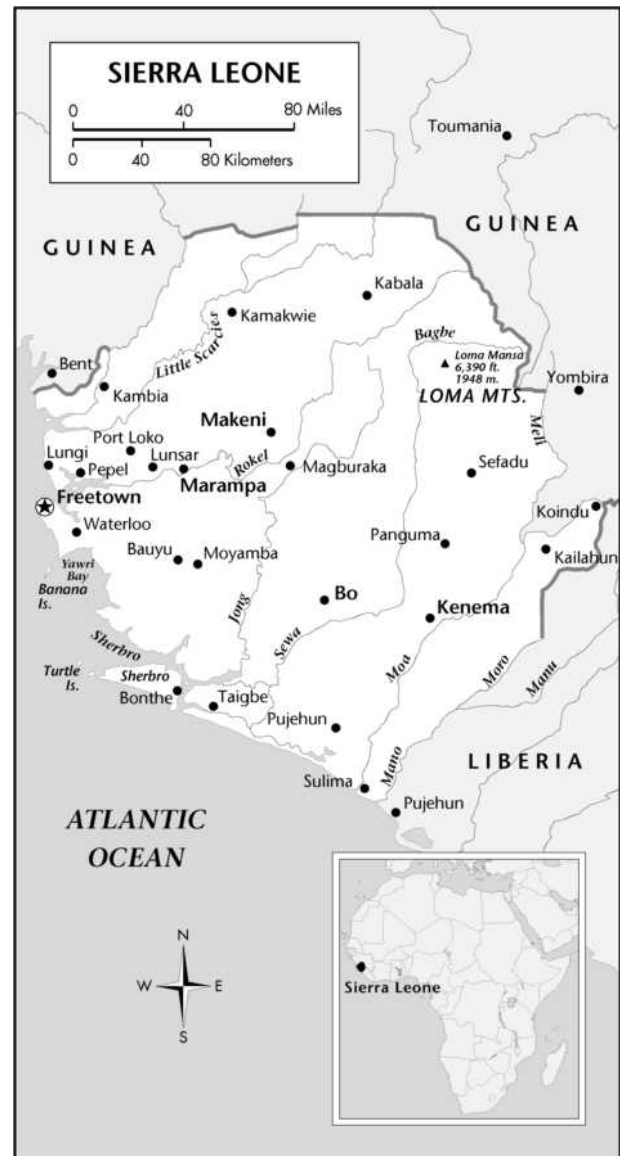 SIERRA LEONE
0 40 80 Miles
0 40 80 Kilometers
Toumania
GUINEA
GUINEA
Kabala
Kamakwie
Little Scarcies
Bagbe
Loma Mansa
6,390 ft.
1948 m.
LOMA MTS.
Bent
Kambia
Yombira
Meli
Makeni
Port Loko
Lungi
Lunsar
Rokel
Pepel
Marampa
Magburaka
Sefadu
Freetown
Koindu
Waterloo
Panguma
Bauyu
Moyamba
Kailahun
Yawri
Bay
Banana
Is.
Jong
Bo
Sewa
Kenema
Moa
Moro
Manu
Sherbro
Turtle
Is.
Sherbro
Bonthe
Taigbe
Pujehun
Mano
LIBERIA
Sulima
Pujehun
ATLANTIC
OCEAN
N
W E
S
Sierra Leone